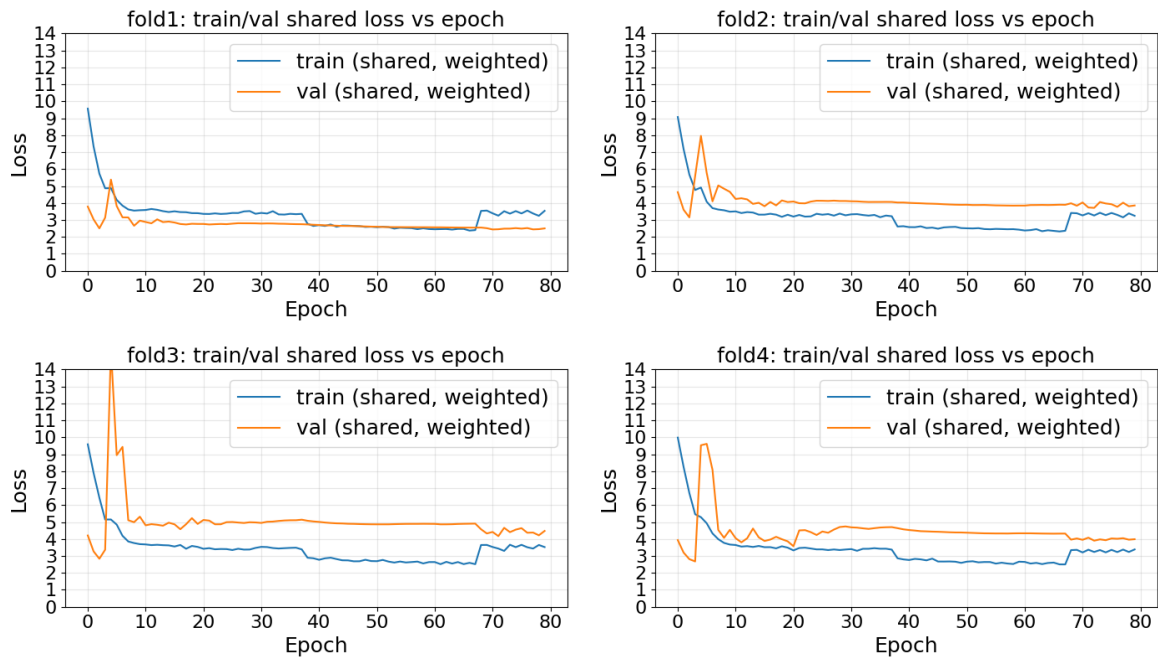 fold1: train/val shared loss vs epoch
14
13
12
11
10
9
8
7
6
5
4
3
2
1
0
Loss
train (shared, weighted)
val (shared, weighted)
0 10 20 30 40 50 60 70 80
Epoch
fold2: train/val shared loss vs epoch
14
13
12
11
10
9
8
7
6
5
4
3
2
1
0
Loss
train (shared, weighted)
val (shared, weighted)
0 10 20 30 40 50 60 70 80
Epoch
fold3: train/val shared loss vs epoch
14
13
12
11
10
9
8
7
6
5
4
3
2
1
0
Loss
train (shared, weighted)
val (shared, weighted)
0 10 20 30 40 50 60 70 80
Epoch
fold4: train/val shared loss vs epoch
14
13
12
11
10
9
8
7
6
5
4
3
2
1
0
Loss
train (shared, weighted)
val (shared, weighted)
0 10 20 30 40 50 60 70 80
Epoch